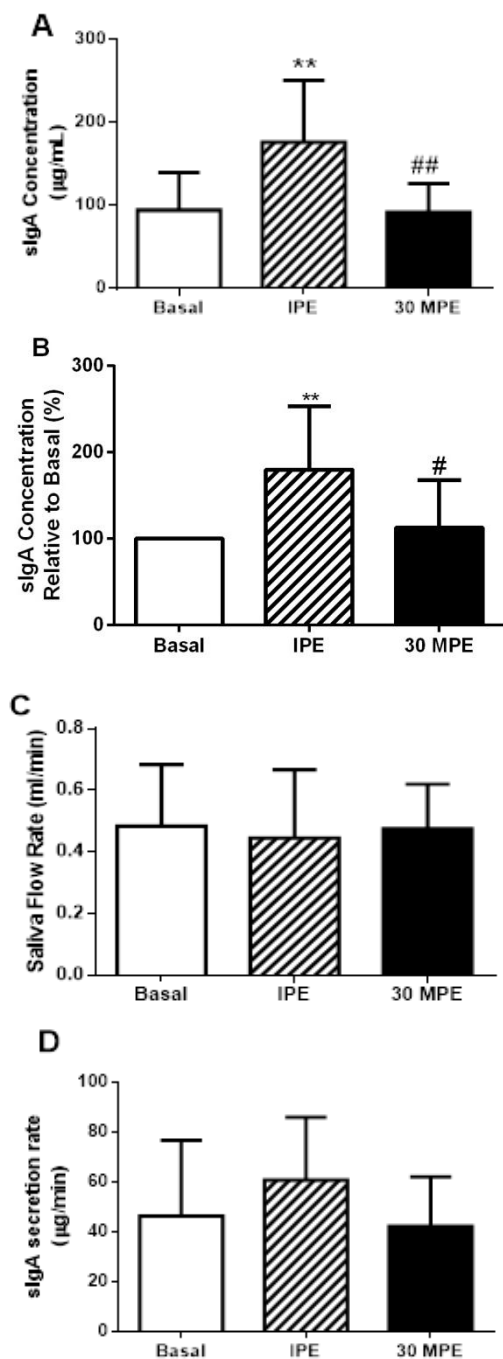 A
sIgA Concentration
(µg/mL)
300
200
100
0
**
##
Basal IPE 30 MPE
B
sIgA Concentration
Relative to Basal (%)
300
200
100
0
**
#
Basal IPE 30 MPE
C
Saliva Flow Rate (ml/min)
0.8
0.6
0.4
0.2
0.0
Basal IPE 30 MPE
D
sIgA secretion rate
(µg/min)
100
80
60
40
20
0
Basal IPE 30 MPE